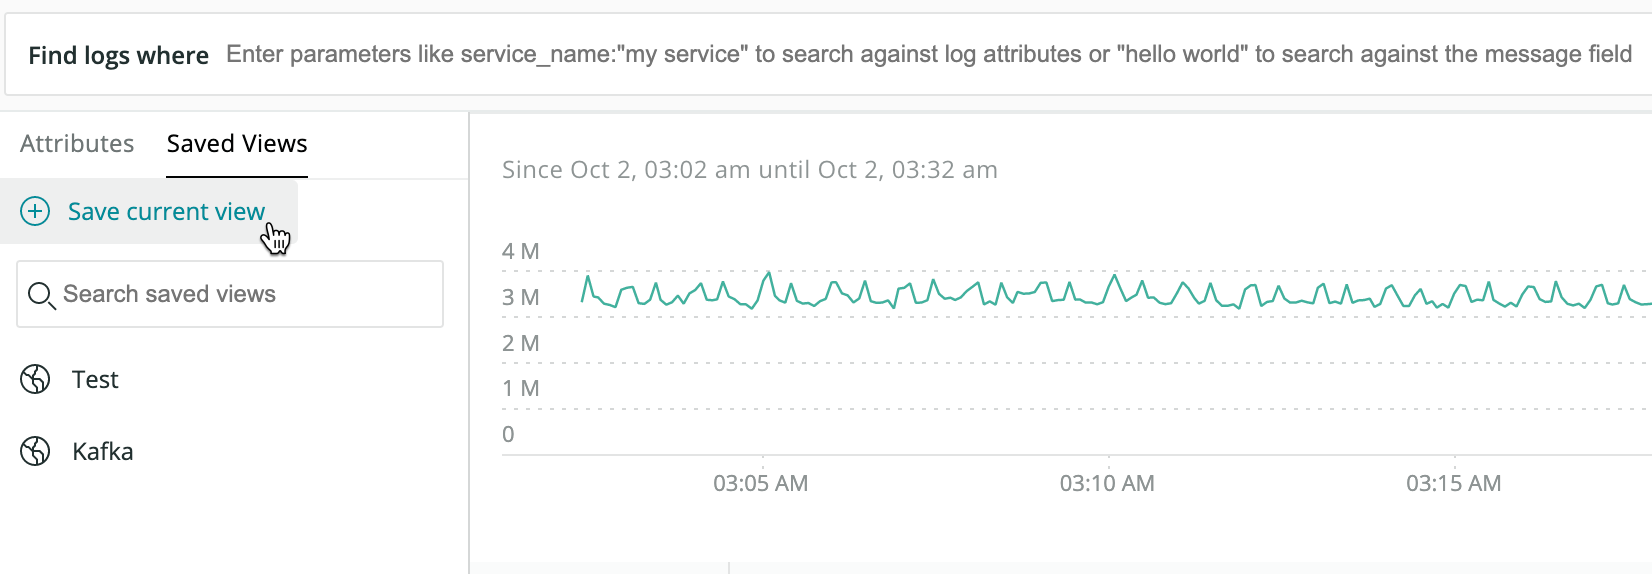 Find logs where Enter parameters like service_name:"my service" to search against log attributes or "hello world" to search against the message field
Attributes Saved Views
Save current view
Search saved views
Test
Kafka
Since Oct 2, 03:02 am until Oct 2, 03:32 am
4 M
3 M
2 M
1 M
0
03:05 AM 03:10 AM 03:15 AM